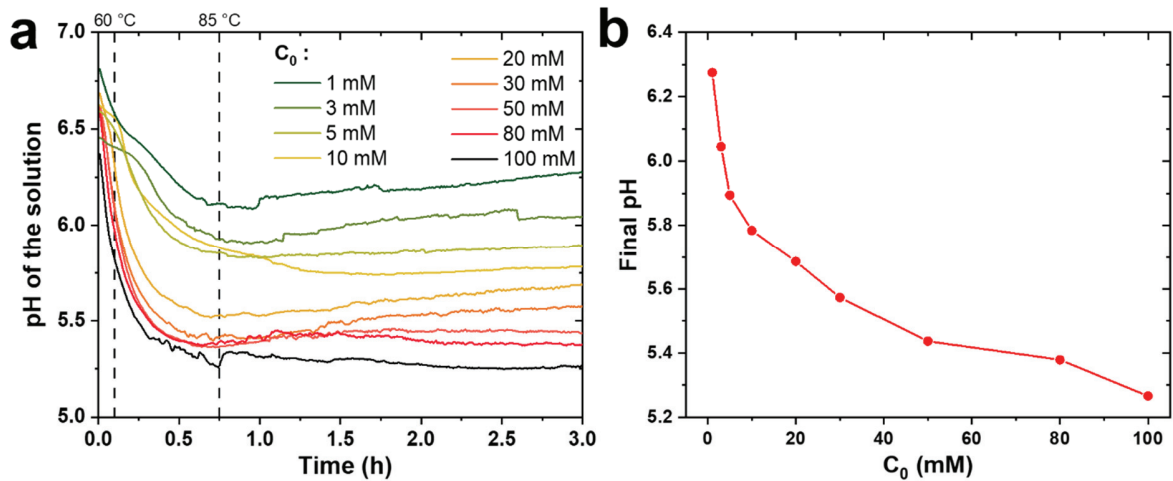 a
60 °C
85 °C
7.0
6.5
6.0
5.5
5.0
pH of the solution
C₀ :
1 mM
3 mM
5 mM
10 mM
20 mM
30 mM
50 mM
80 mM
100 mM
0.0 0.5 1.0 1.5 2.0 2.5 3.0
Time (h)
b
6.4
6.2
6.0
5.8
5.6
5.4
5.2
Final pH
0 20 40 60 80 100
C₀ (mM)